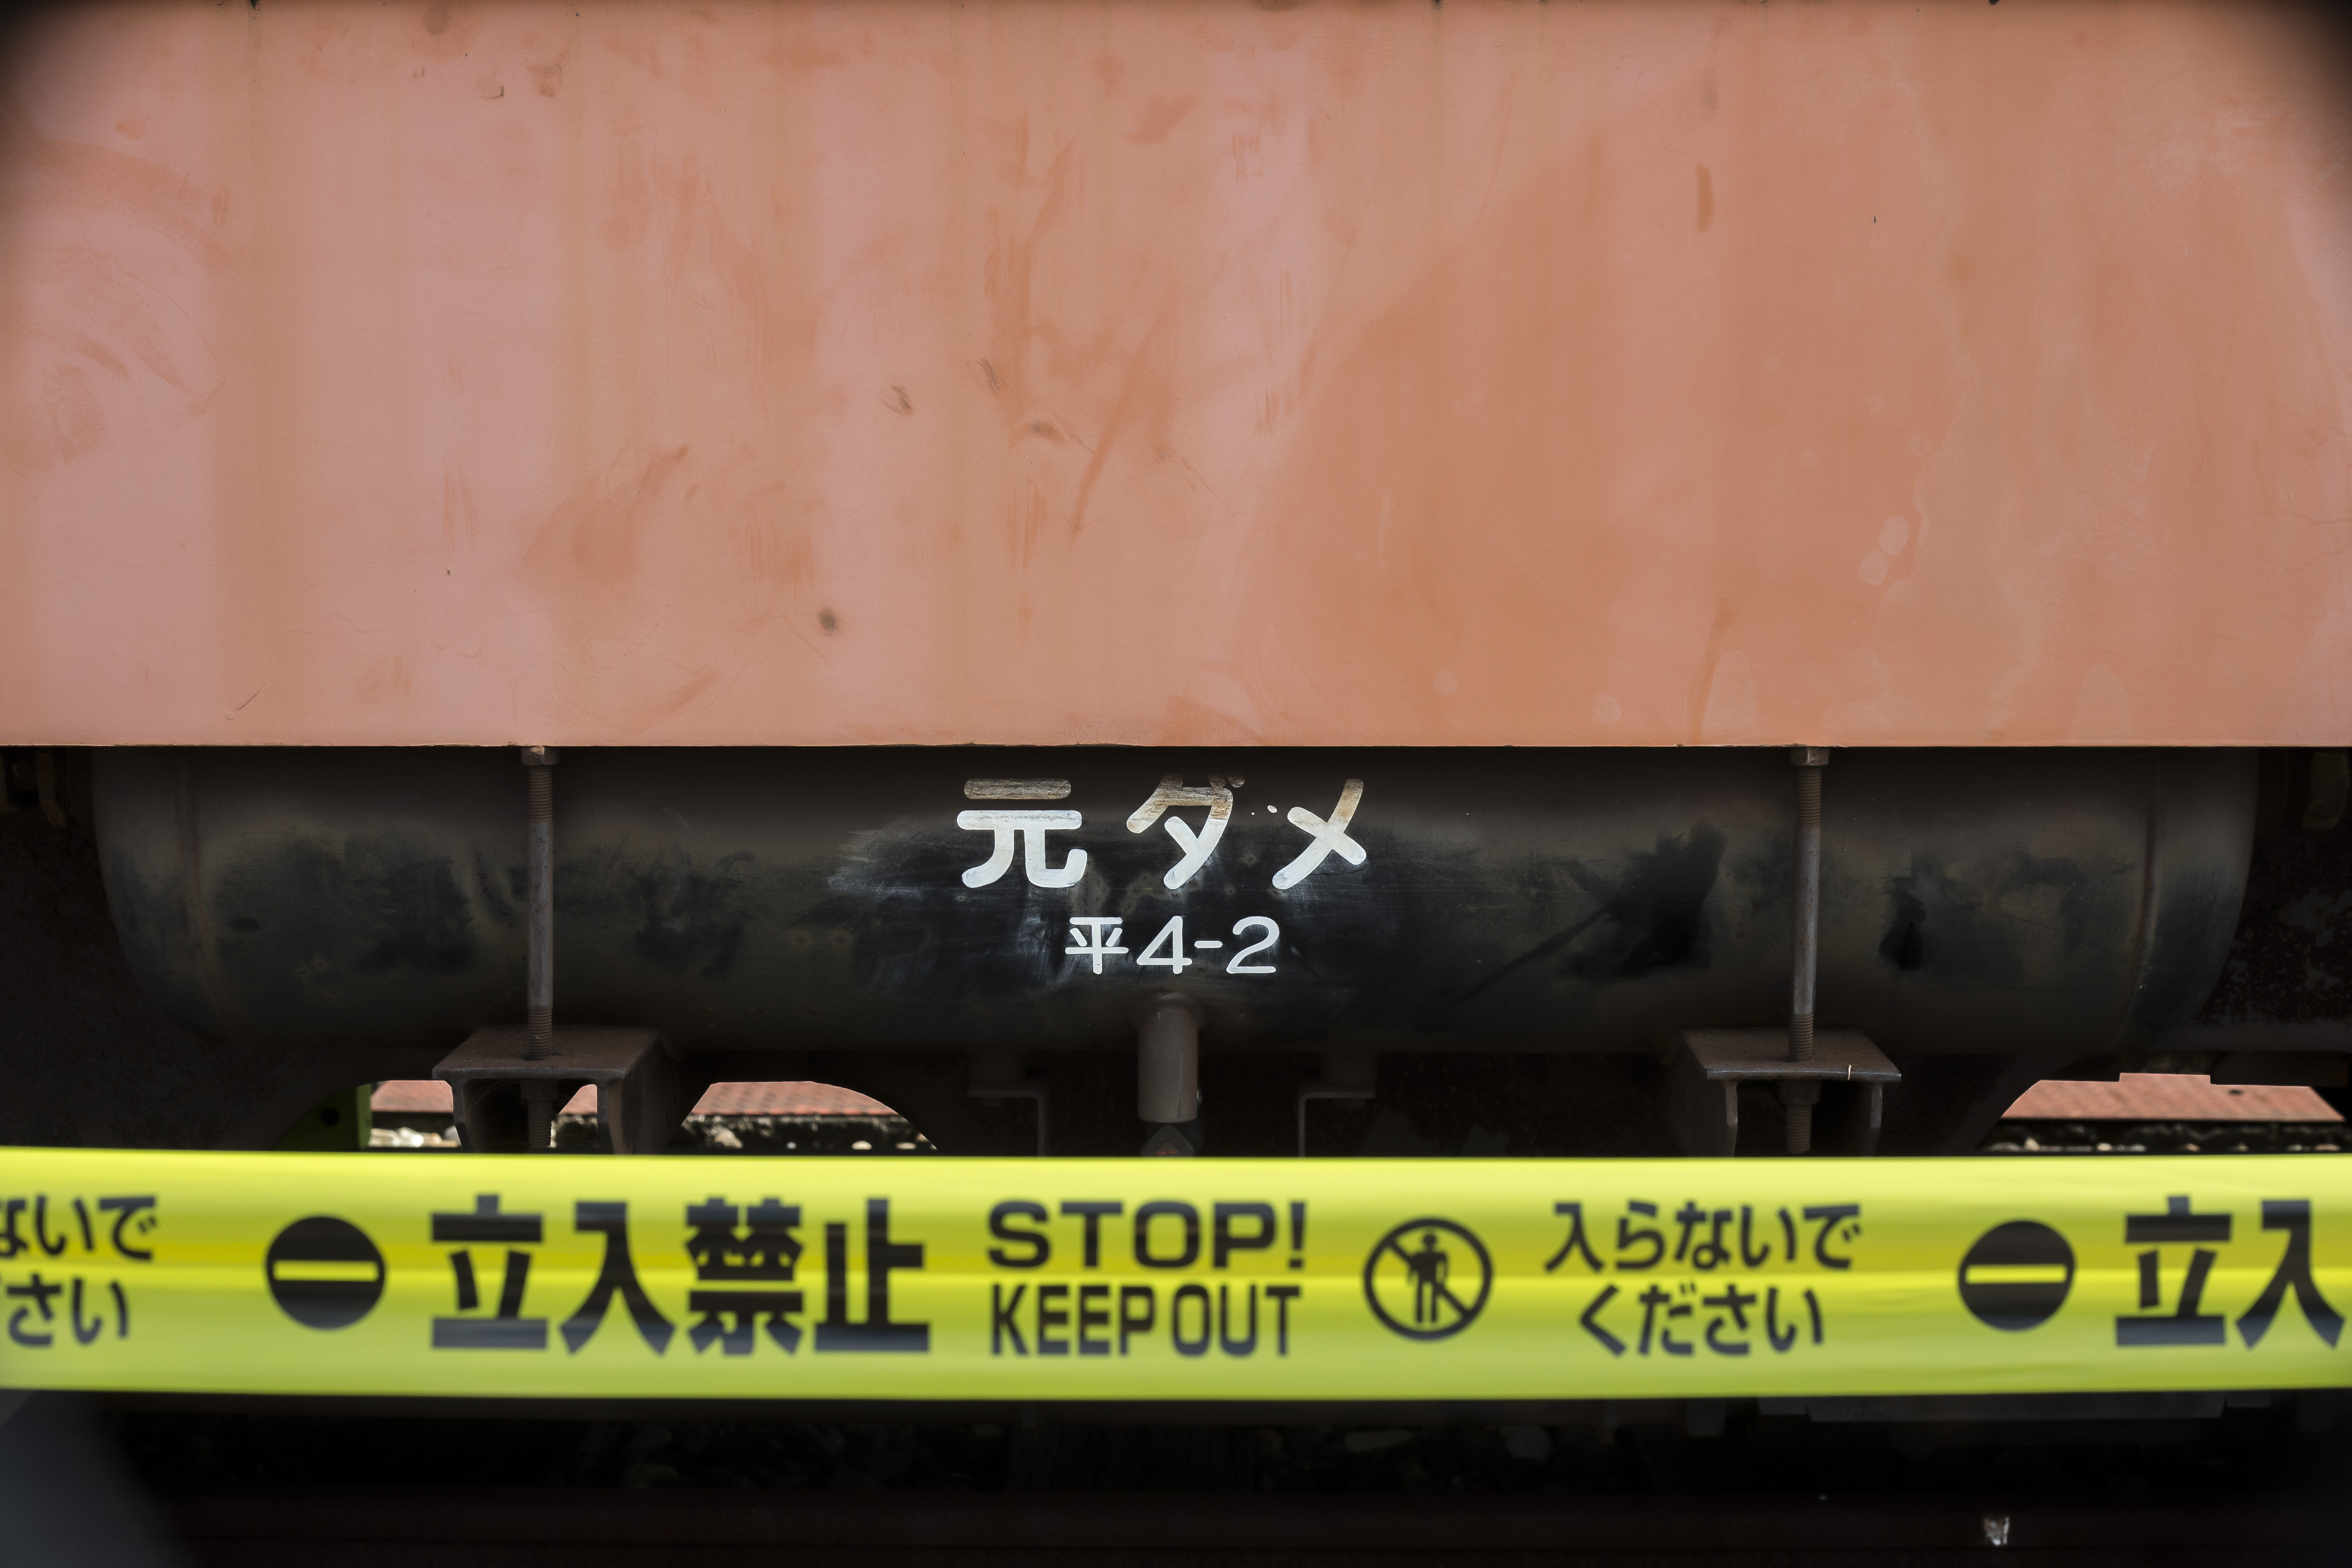 元ダメ
平4-2
ないで
ださい
立入禁止
STOP!
KEEP OUT
入らないで
ください
立入